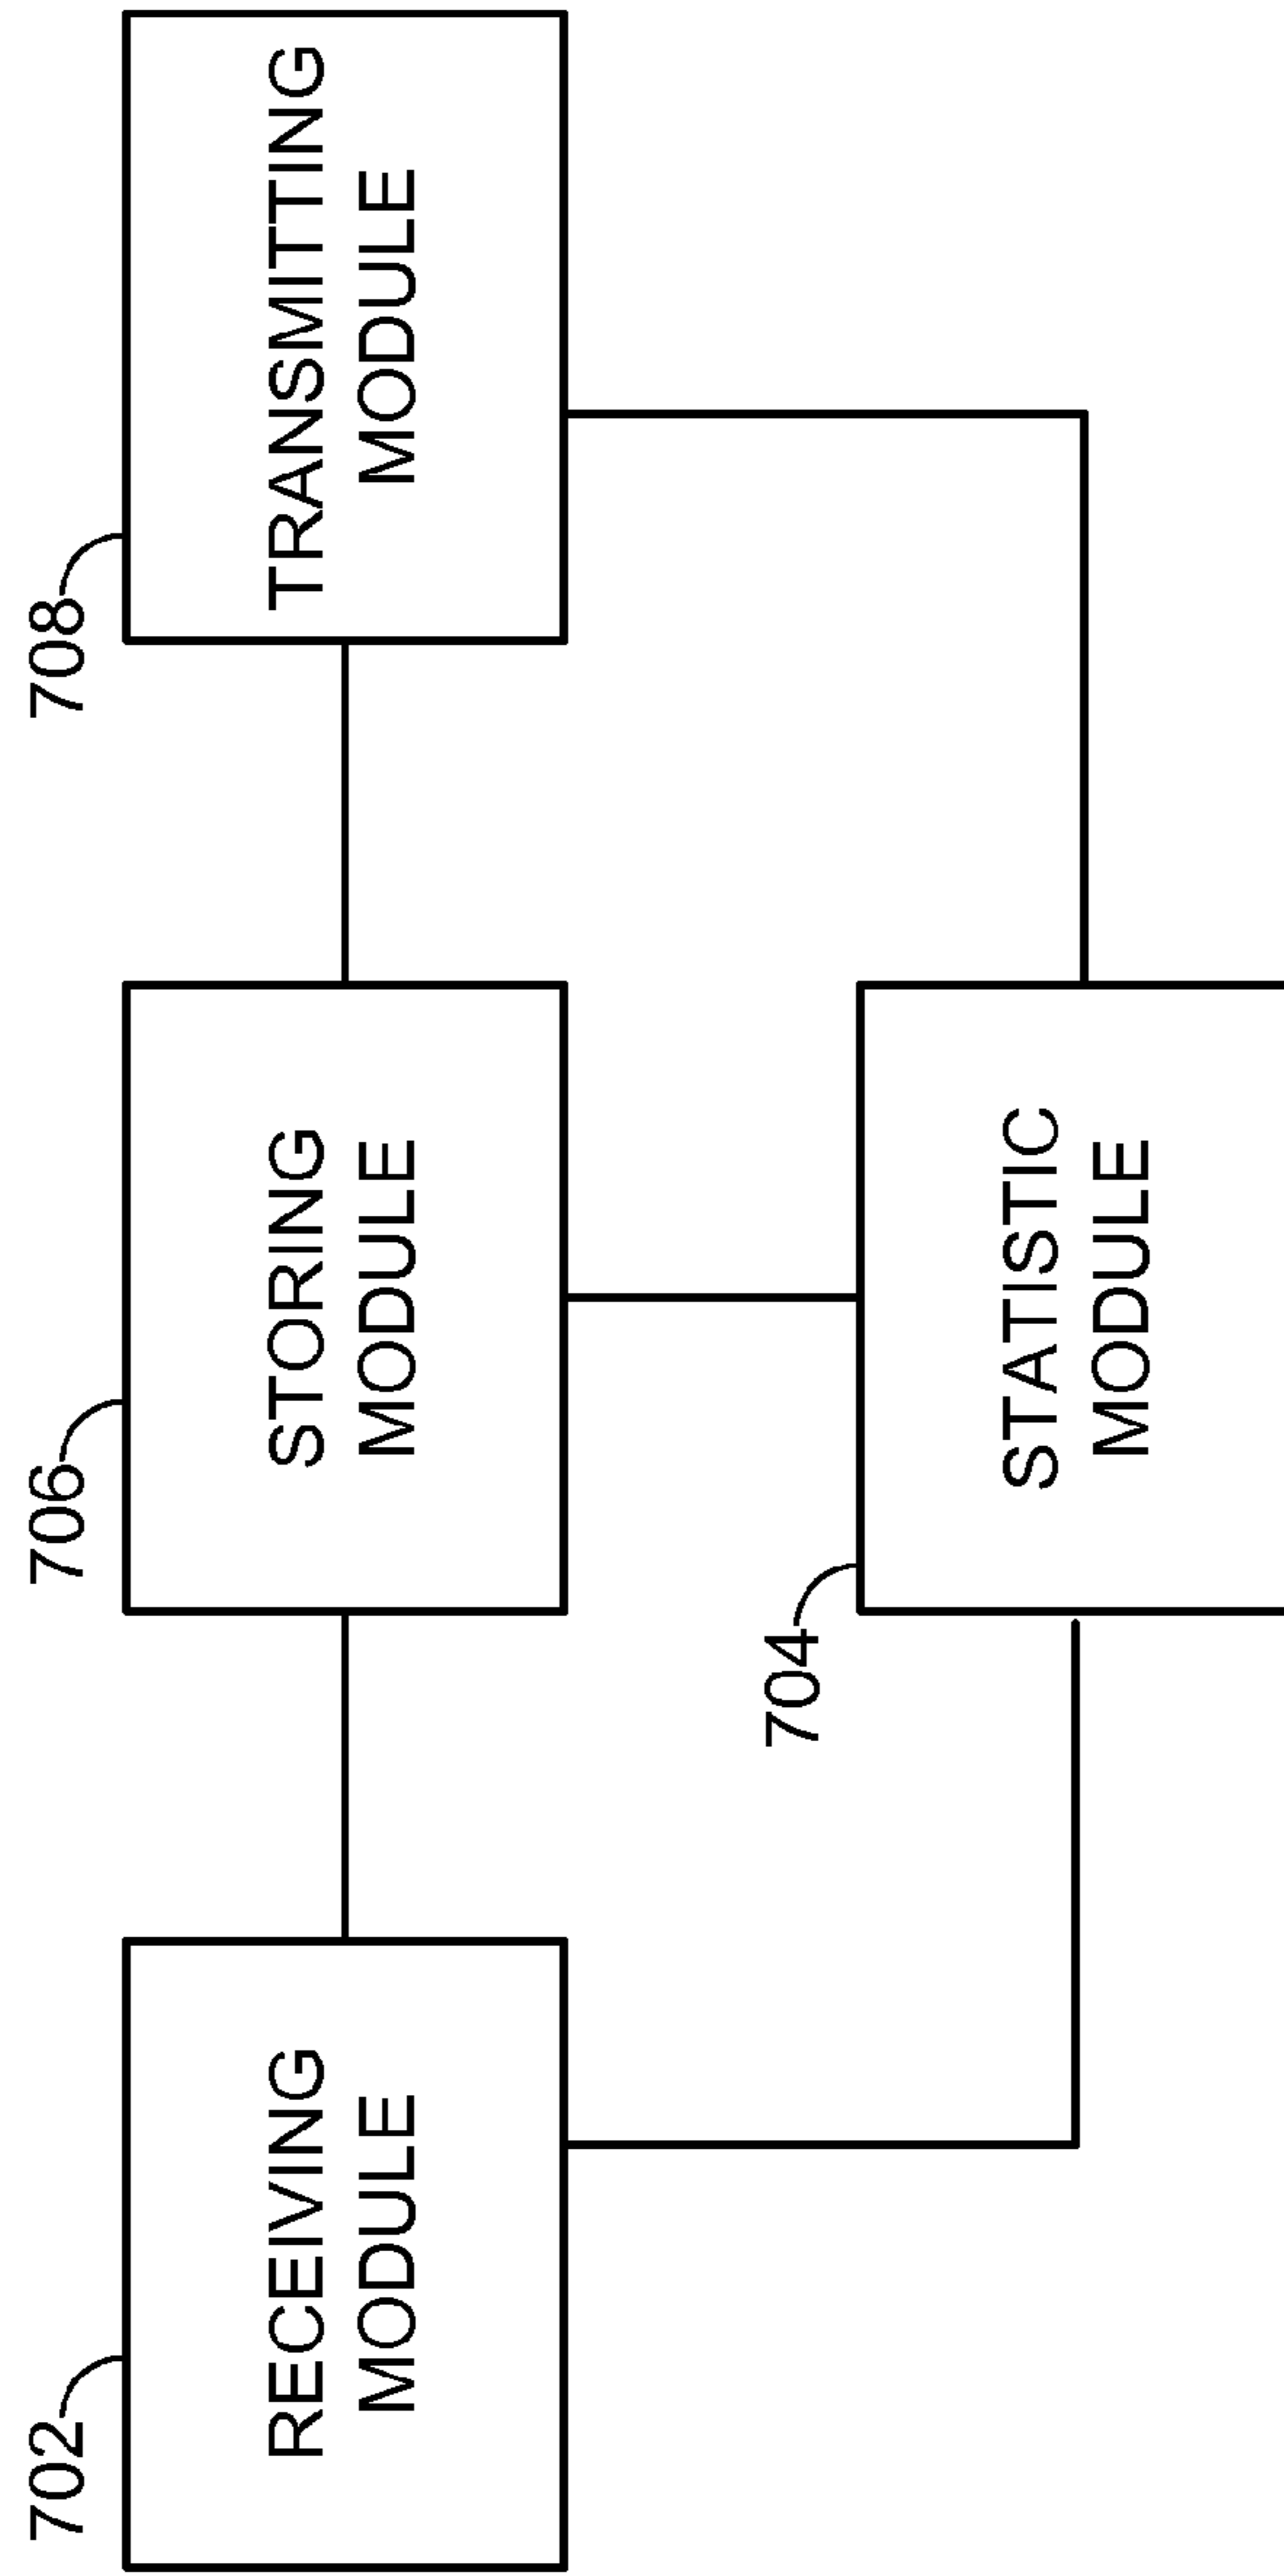 702
RECEIVING
MODULE
706
STORING
MODULE
708
TRANSMITTING
MODULE
704
STATISTIC
MODULE